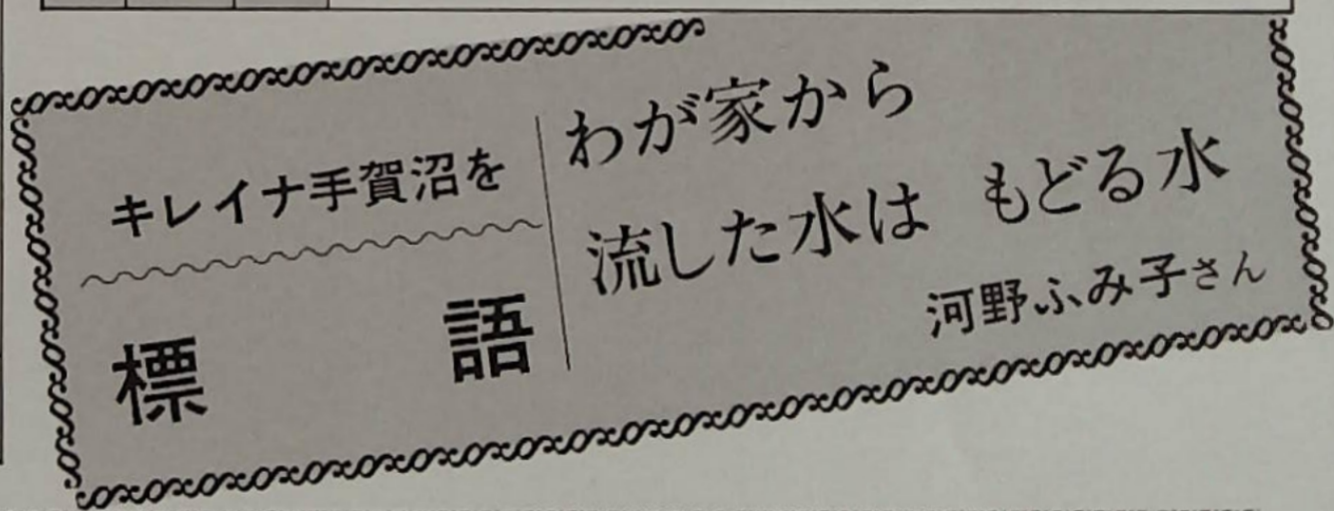 キレイナ手賀沼を
標語
わが家から
流した水は もどる水
河野ふみ子さん